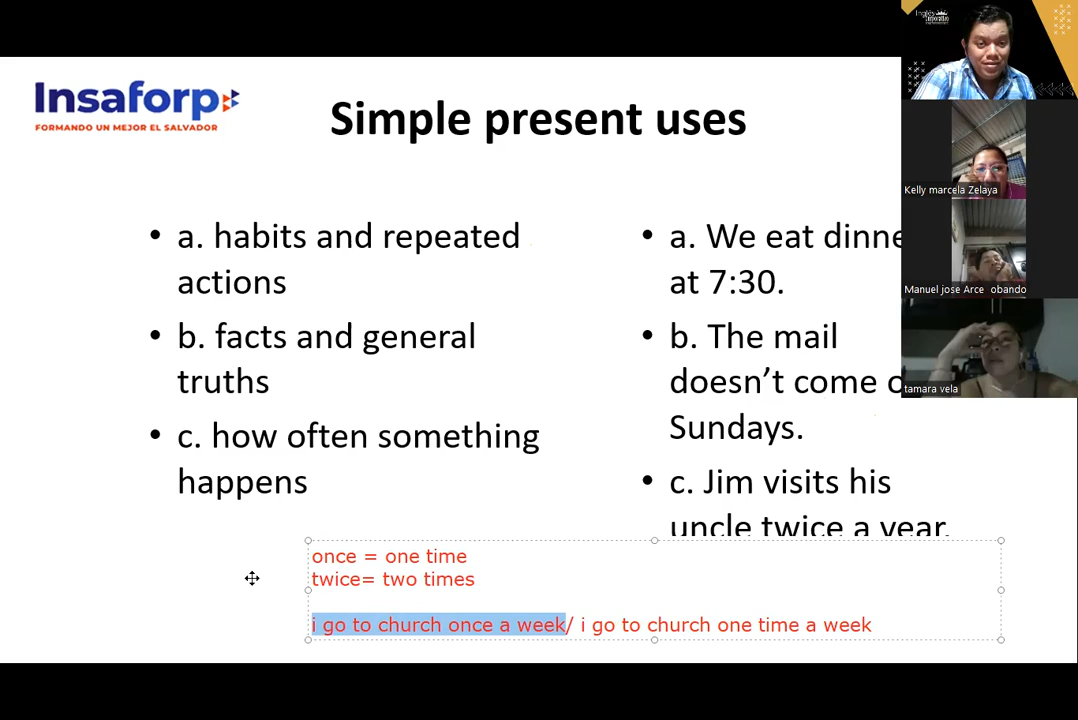 Insaforp
FORMANDO UN MEJOR EL SALVADOR
Simple present uses
• a. habits and repeated
actions
• b. facts and general
truths
• c. how often something
happens
• a. We eat dinne
at 7:30.
• b. The mail
doesn’t come
Sundays.
• c. Jim visits his
uncle twice a year.
once = one time
twice= two times
i go to church once a week/ i go to church one time a week
Inglés
Kelly marcela Zelaya
Manuel jose Arce obando
tamara vela